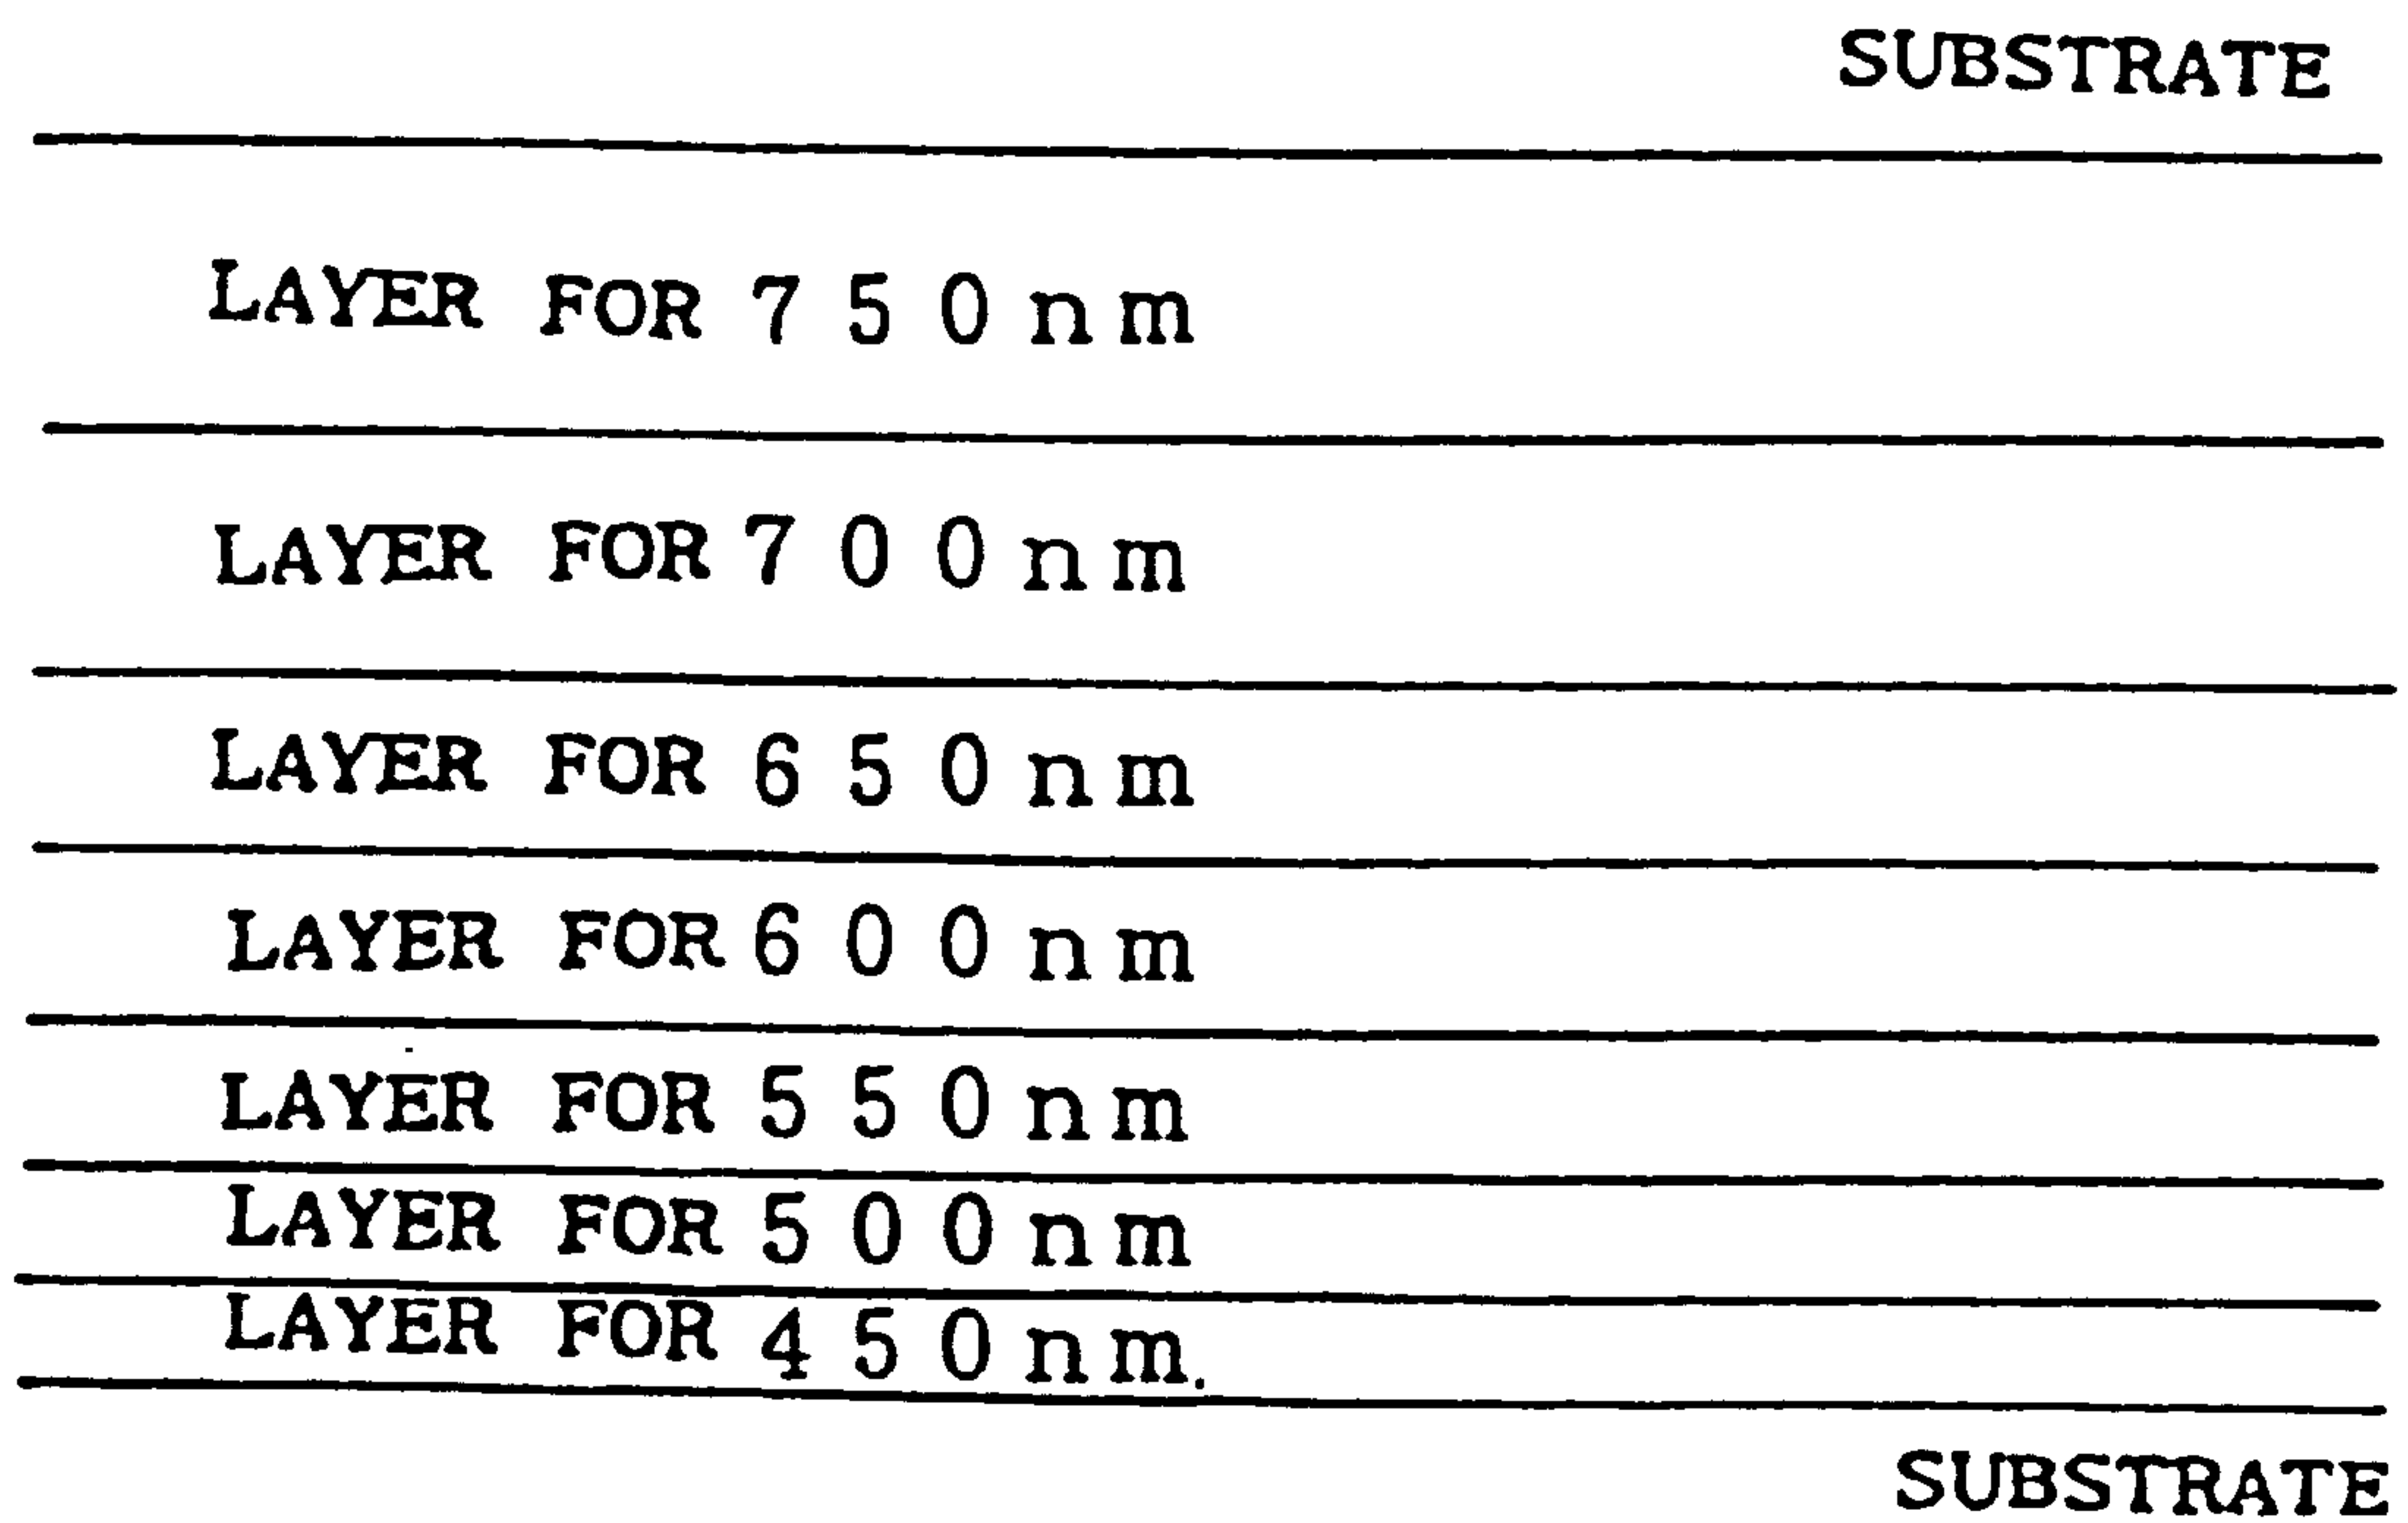 SUBSTRATE
LAYER FOR 750nm
LAYER FOR 700nm
LAYER FOR 650nm
LAYER FOR 600nm
LAYER FOR 550nm
LAYER FOR 500nm
LAYER FOR 450nm.
SUBSTRATE